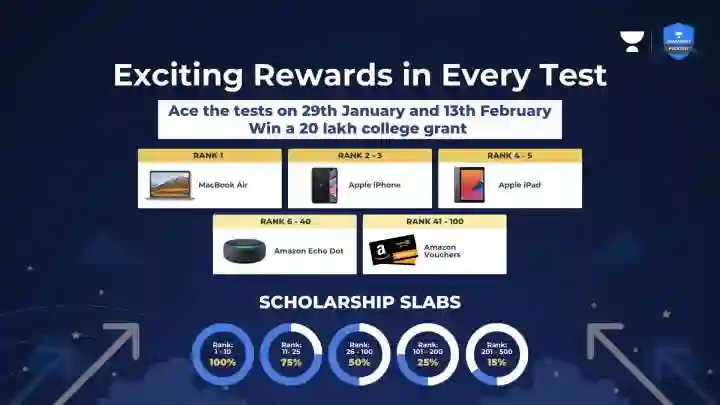 Exciting Rewards in Every Test
Ace the tests on 29th January and 13th February
Win a 20 lakh college grant
RANK 1
MacBook Air
RANK 2 - 3
Apple iPhone
RANK 4 - 5
Apple iPad
RANK 6 - 40
Amazon Echo Dot
RANK 41 - 100
Amazon
Vouchers
SCHOLARSHIP SLABS
Rank:
1 - 10
100%
Rank:
11- 25
75%
Rank:
26 - 100
50%
Rank:
101 - 200
25%
Rank:
201 - 500
15%